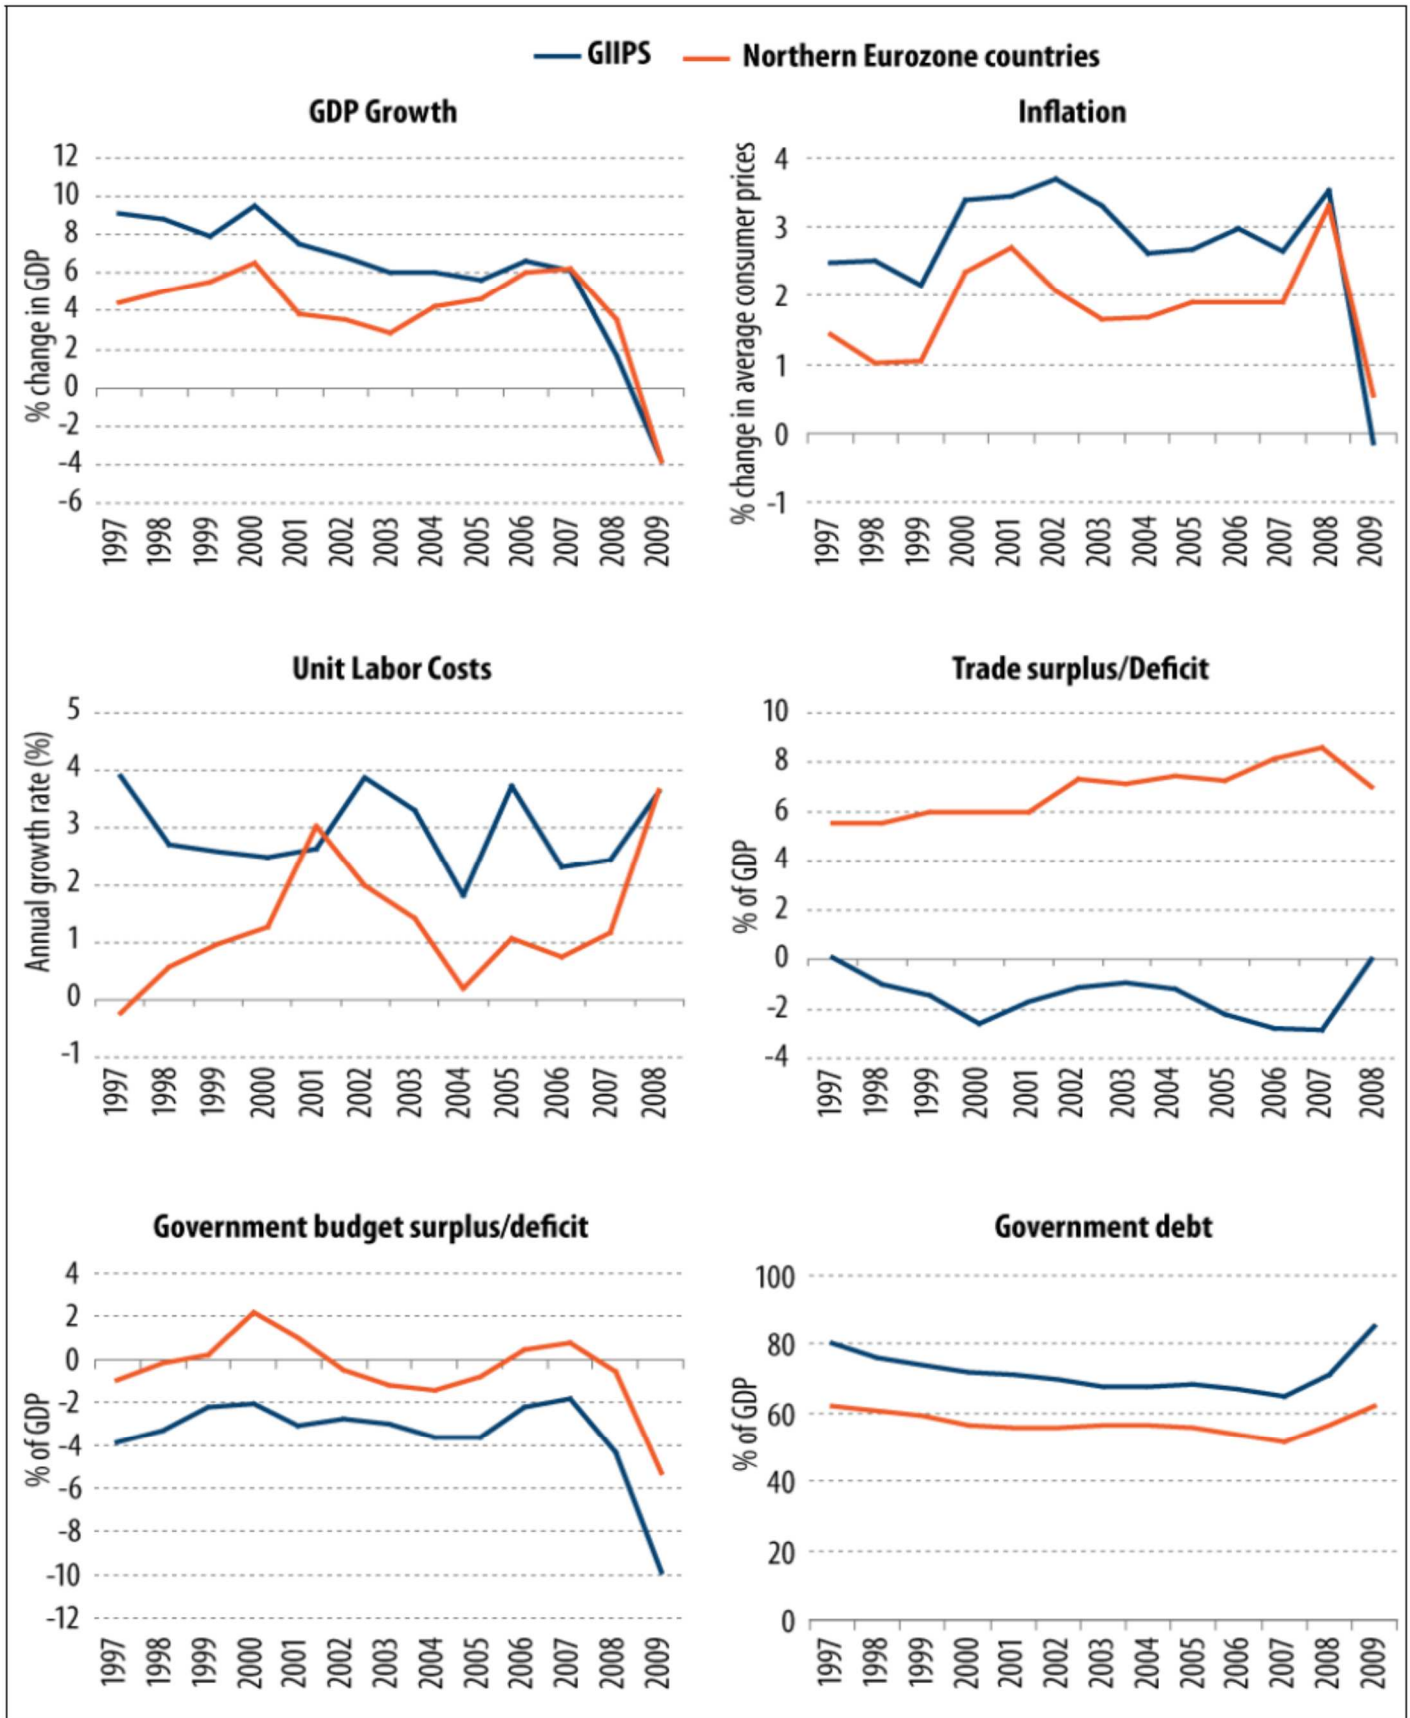 GIIPS Northern Eurozone countries
GDP Growth
% change in GDP
12
10
8
6
4
2
0
-2
-4
-6
1997 1998 1999 2000 2001 2002 2003 2004 2005 2006 2007 2008 2009
Inflation
% change in average consumer prices
4
3
2
1
0
-1
1997 1998 1999 2000 2001 2002 2003 2004 2005 2006 2007 2008 2009
Unit Labor Costs
Annual growth rate (%)
5
4
3
2
1
0
-1
1997 1998 1999 2000 2001 2002 2003 2004 2005 2006 2007 2008
Trade surplus/Deficit
% of GDP
10
8
6
4
2
0
-2
-4
1997 1998 1999 2000 2001 2002 2003 2004 2005 2006 2007 2008
Government budget surplus/deficit
% of GDP
4
2
0
-2
-4
-6
-8
-10
-12
1997 1998 1999 2000 2001 2002 2003 2004 2005 2006 2007 2008 2009
Government debt
% of GDP
100
80
60
40
20
0
1997 1998 1999 2000 2001 2002 2003 2004 2005 2006 2007 2008 2009